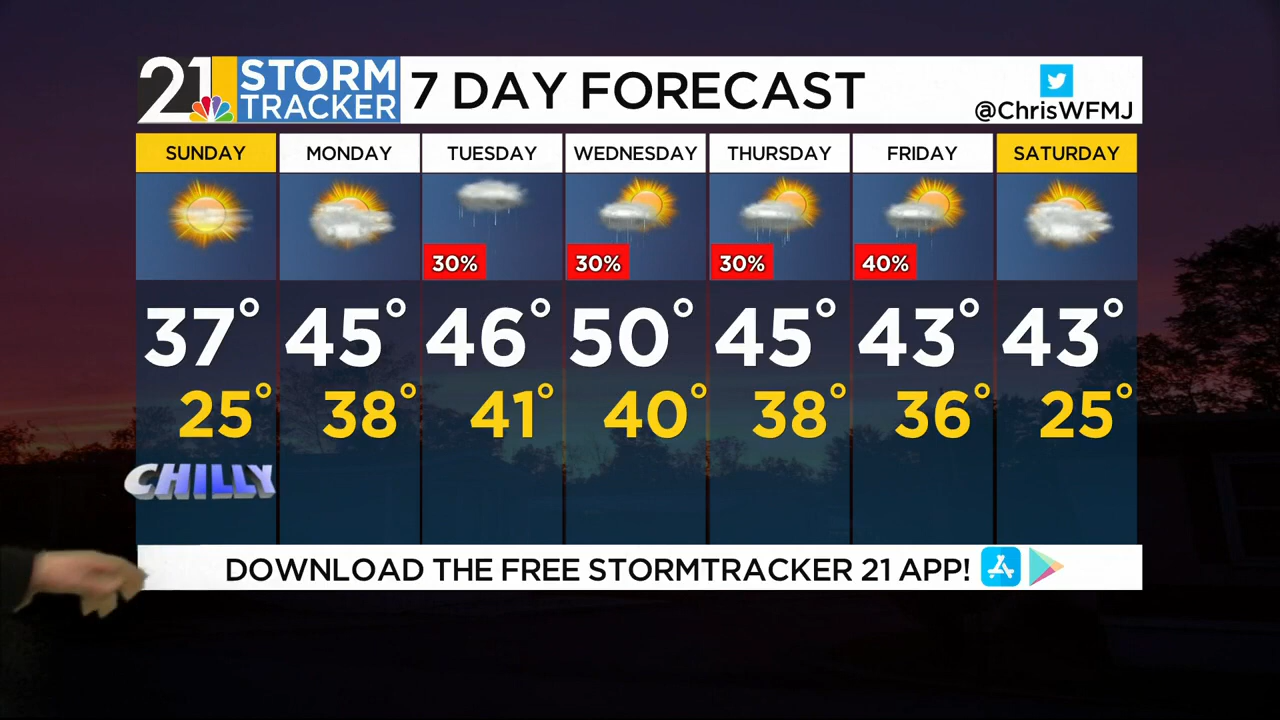 21 STORM TRACKER 7 DAY FORECAST @ChrisWFMJ
SUNDAY MONDAY TUESDAY WEDNESDAY THURSDAY FRIDAY SATURDAY
30% 30% 30% 40%
37° 45° 46° 50° 45° 43° 43°
25° 38° 41° 40° 38° 36° 25°
CHILLY
DOWNLOAD THE FREE STORMTRACKER 21 APP!